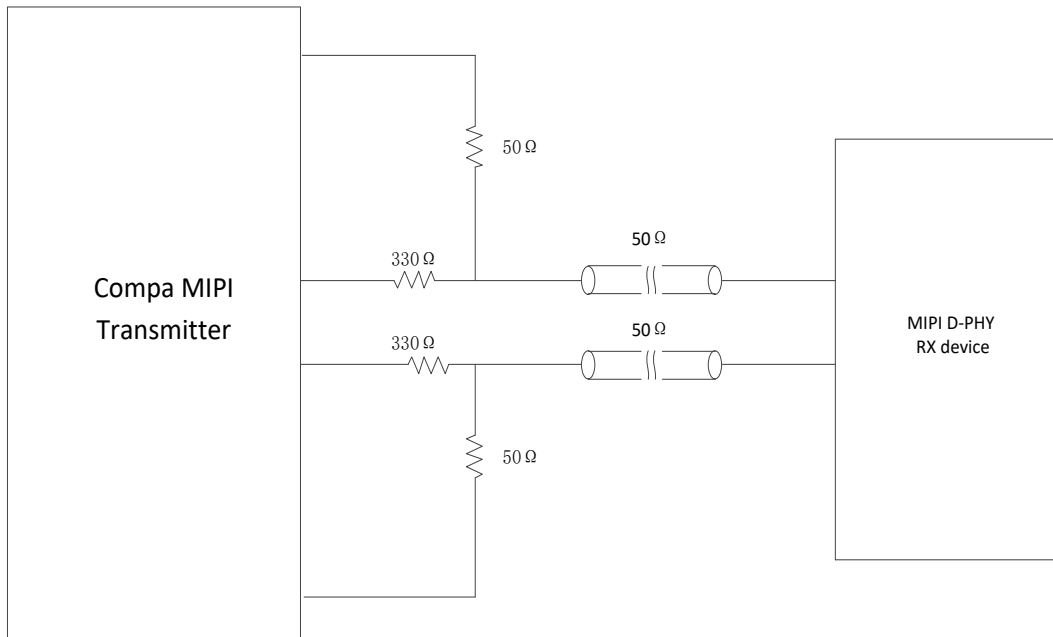 50Ω
50Ω
330Ω
Compa MIPI
Transmitter
MIPI D-PHY
RX device
330Ω
50Ω
50Ω